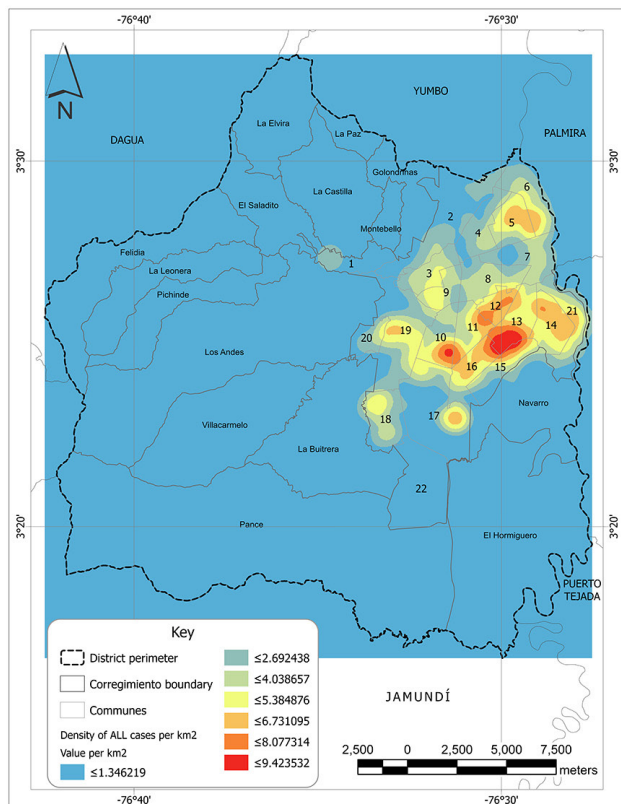 -76°40'
-76°30'
N
YUMBO
DAGUA
PALMIRA
3°30'
3°30'
La Elvira
La Paz
Golondrinas
La Castilla
El Saladito
Montebello
6
5
2
4
7
Felidia
1
La Leonera
3
8
Pichinde
9
12
21
11
13
14
20
19
10
Los Andes
16
15
Navarro
18
17
Villacarmelo
La Buitrera
22
Pance
El Hormiguero
3°20'
3°20'
PUERTO
TEJADA
Key
District perimeter
Corregimiento boundary
Communes
Density of ALL cases per km2
Value per km2
≤1.346219
≤2.692438
≤4.038657
≤5.384876
≤6.731095
≤8.077314
≤9.423532
JAMUNDÍ
2,500 0 2,500 5,000 7,500
meters
-76°40'
-76°30'